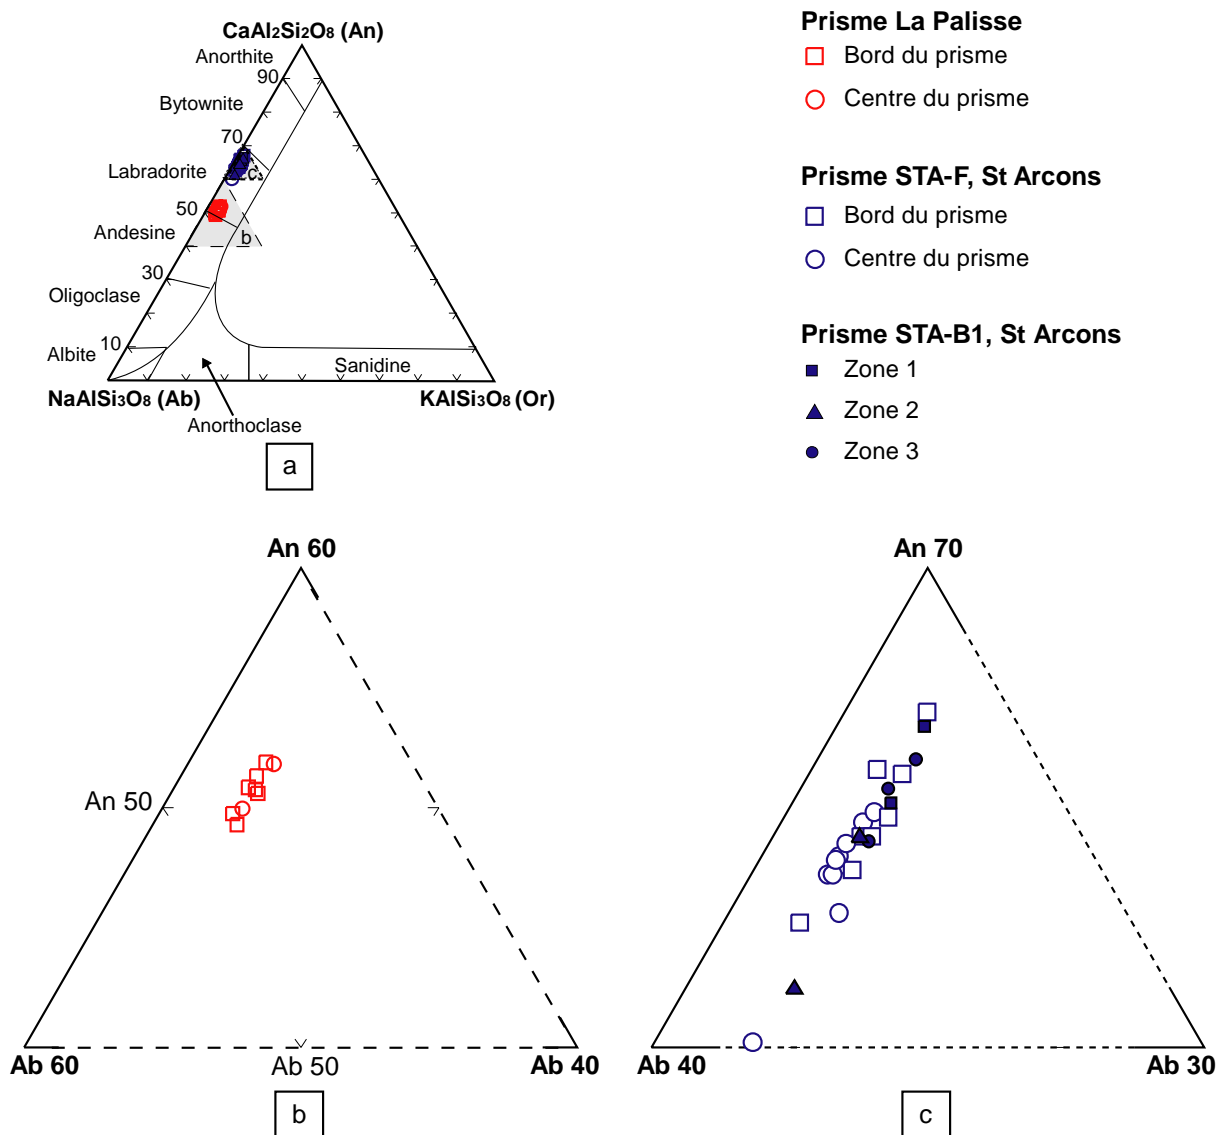 CaAl2Si2O8 (An)
Anorthite
90
Bytownite
70
Labradorite
c
50
Andesine
b
30
Oligoclase
10
Albite
Sanidine
NaAlSi3O8 (Ab)
KAlSi3O8 (Or)
Anorthoclase
a
Prisme La Palisse
Bord du prisme
Centre du prisme
Prisme STA-F, St Arcons
Bord du prisme
Centre du prisme
Prisme STA-B1, St Arcons
Zone 1
Zone 2
Zone 3
An 60
An 50
Ab 60
Ab 50
Ab 40
b
An 70
Ab 40
Ab 30
c